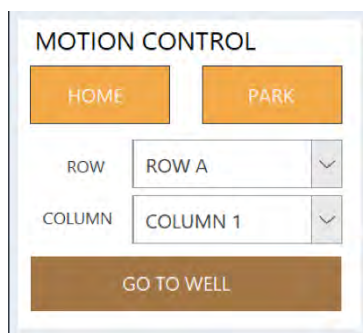 MOTION CONTROL
HOME PARK
ROW ROW A
COLUMN COLUMN 1
GO TO WELL